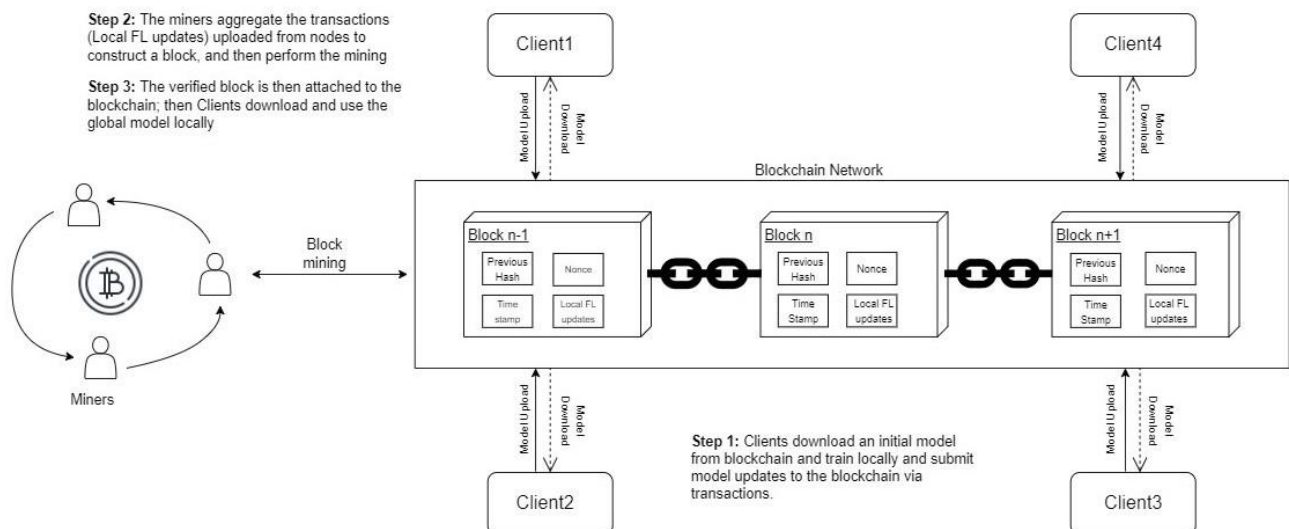 Step 2: The miners aggregate the transactions
(Local FL updates) uploaded from nodes to
construct a block, and then perform the mining
Step 3: The verified block is then attached to the
blockchain; then Clients download and use the
global model locally
Client1
Client4
Model Upload
Model
Download
Model Upload
Model
Download
Blockchain Network
Block
mining
Miners
Block n-1
Previous
Hash
Nonce
Time
stamp
Local FL
updates
Block n
Previous
Hash
Nonce
Time
Stamp
Local FL
updates
Block n+1
Previous
Hash
Nonce
Time
Stamp
Local FL
updates
Model Upload
Model
Download
Model Upload
Model
Download
Step 1: Clients download an initial model
from blockchain and train locally and submit
model updates to the blockchain via
transactions.
Client2
Client3